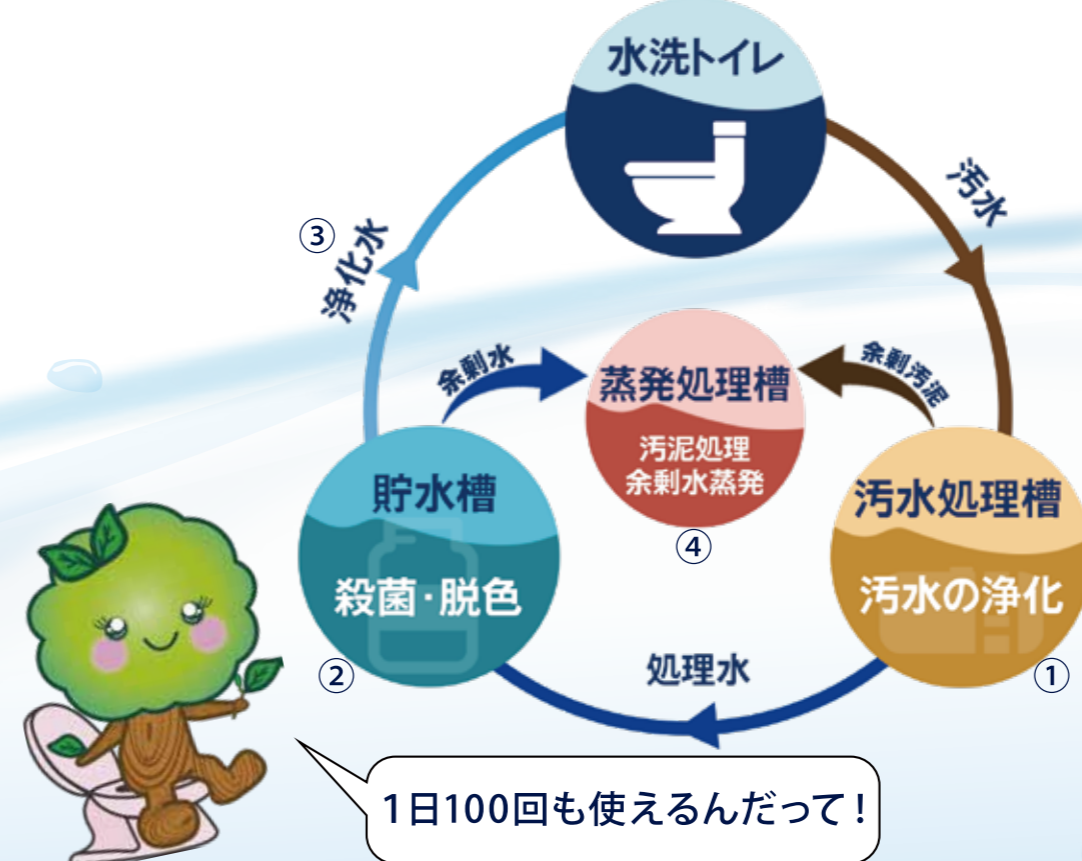 水洗トイレ
汚水
③
浄化水
余剰水
余剰汚泥
蒸発処理槽
汚泥処理
余剰水蒸発
④
貯水槽
殺菌・脱色
②
汚水処理槽
汚水の浄化
①
処理水
1日100回も使えるんだって!